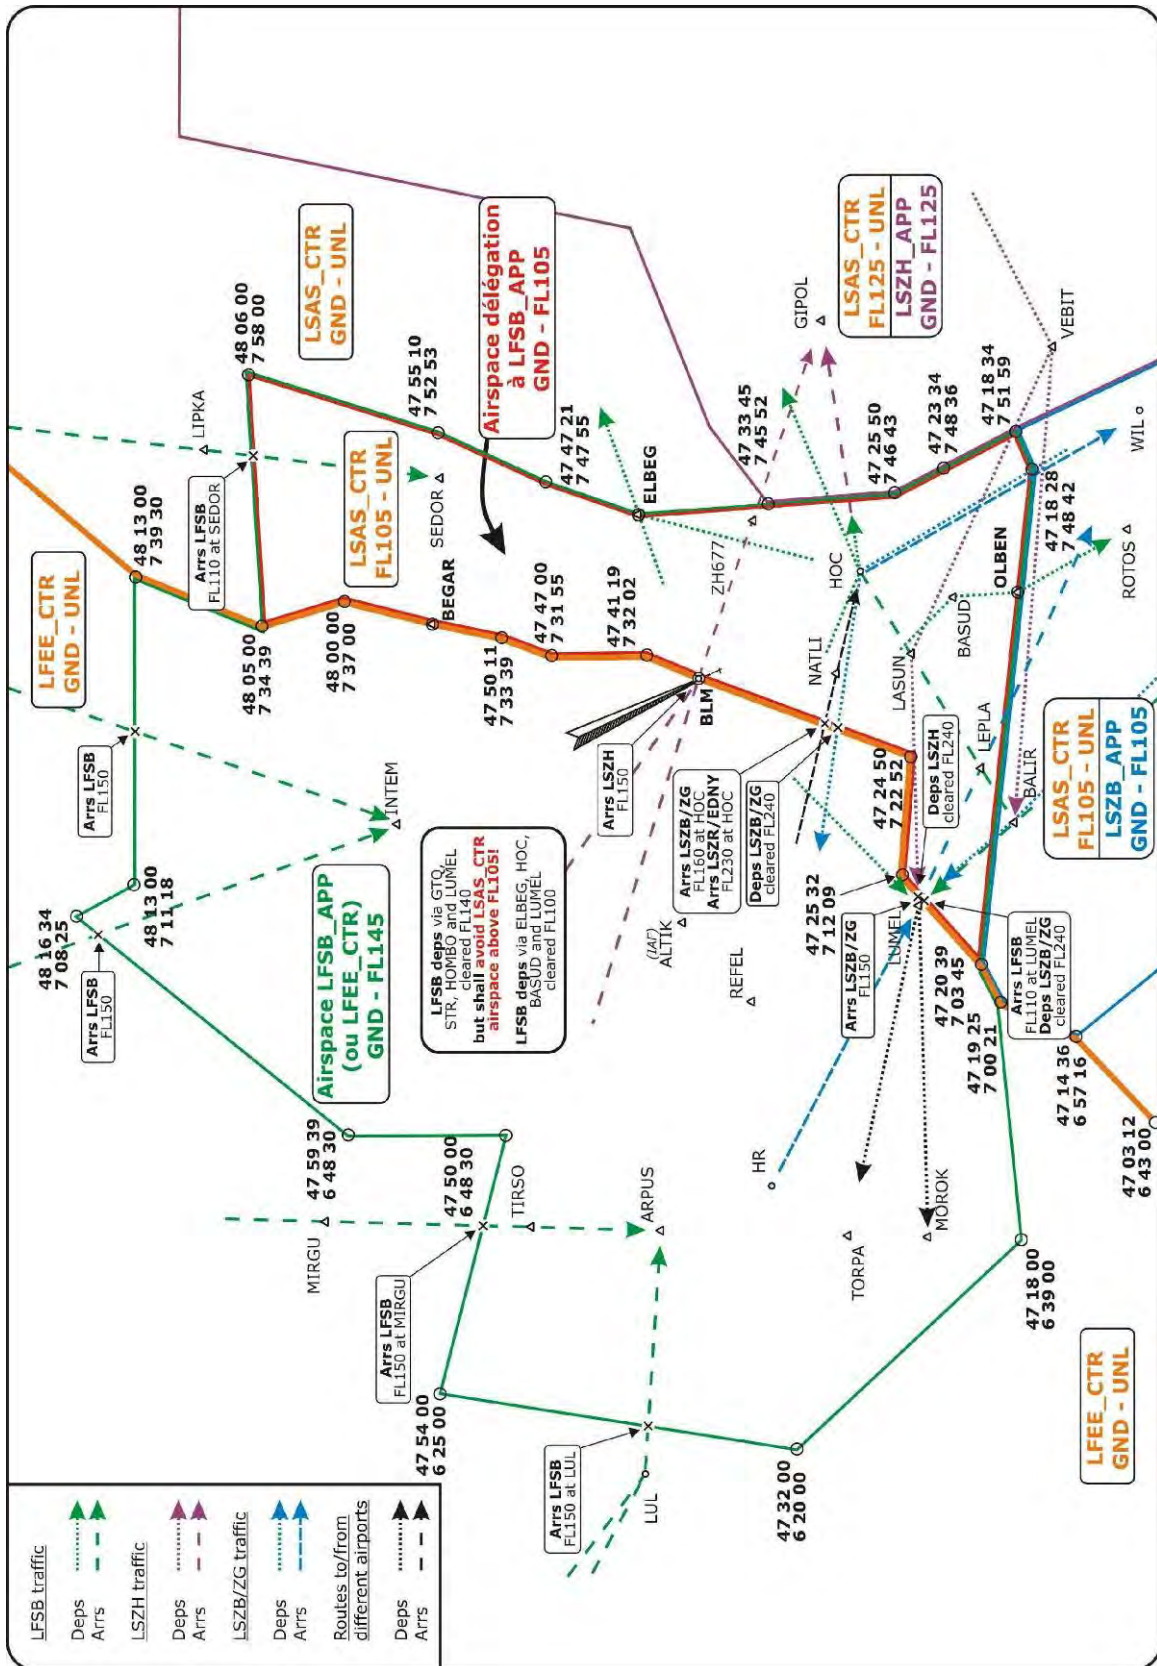 LFSB traffic
Deps
Arrs
LSZH traffic
Deps
Arrs
LSZB/ZG traffic
Deps
Arrs
Routes to/from
different airports
Deps
Arrs
48 16 34
7 08 25
48 13 00
7 11 18
Arrs LFSB
FL150
Arrs LFSB
FL150
LFEE_CTR
GND - UNL
48 13 00
7 39 30
LIPKA
Arrs LFSB
FL110 at SEDOR
48 06 00
7 58 00
LSAS_CTR
GND - UNL
48 05 00
7 34 39
48 00 00
7 37 00
LSAS_CTR
FL105 - UNL
SEDOR
47 55 10
7 52 53
Airspace délégation
à LFSB_APP
GND - FL105
MIRGU
47 59 39
6 48 30
Airspace LFSB_APP
(ou LFEE_CTR)
GND - FL145
INTEM
BEGAR
47 50 11
7 33 39
47 47 00
7 31 55
47 47 21
7 47 55
47 54 00
6 25 00
Arrs LFSB
FL150 at MIRGU
47 50 00
6 48 30
TIRSO
LFSB deps via GTQ,
STR, HOMBO and LUMEL
cleared FL140
but shall avoid LSAS_CTR
airspace above FL105!
LFSB deps via ELBEG, HOC,
BASUD and LUMEL
cleared FL100
47 41 19
7 32 02
ELBEG
Arrs LFSB
FL150 at LUL
LUL
ARPUS
Arrs LSZH
FL150
BLM
ZH677
47 33 45
7 45 52
GIPOL
(IAF)
ALTIK
REFEL
Arrs LSZB/ZG
FL160 at HOC
Arrs LSZR/EDNY
FL230 at HOC
Deps LSZB/ZG
cleared FL240
NATLI
HOC
LSAS_CTR
FL125 - UNL
LSZH_APP
GND - FL125
47 32 00
6 20 00
HR
47 25 32
7 12 09
47 24 50
7 22 52
LASUN
47 25 50
7 46 43
47 23 34
7 48 36
TORPA
MOROK
Arrs LSZB/ZG
FL150
LUMEL
Deps LSZH
cleared FL240
BASUD
47 18 34
7 51 59
VEBIT
47 20 39
7 03 45
47 19 25
7 00 21
Arrs LFSB
FL110 at LUMEL
Deps LSZB/ZG
cleared FL240
LEPLA
BALIR
OLBEN
47 18 28
7 48 42
47 18 00
6 39 00
47 14 36
6 57 16
LSAS_CTR
FL105 - UNL
LSZB_APP
GND - FL105
ROTOS
WIL
LFEE_CTR
GND - UNL
47 03 12
6 43 00